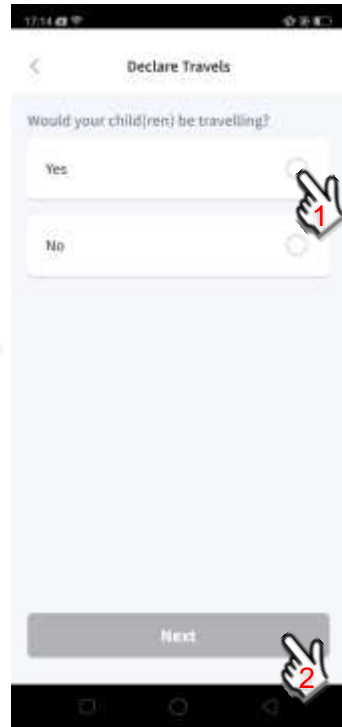 17:14
Declare Travels
Would your child(ren) be travelling?
Yes
1
No
Next
2